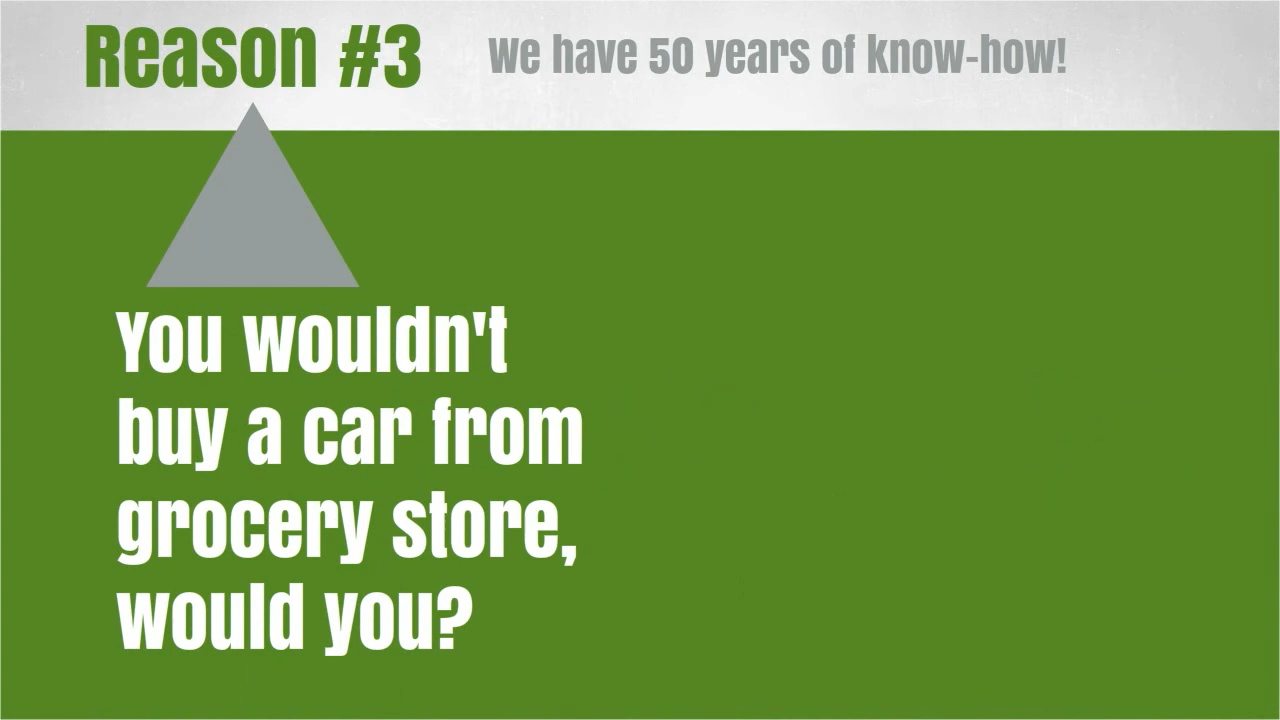 Reason #3
We have 50 years of know-how!
You wouldn't
buy a car from
grocery store,
would you?